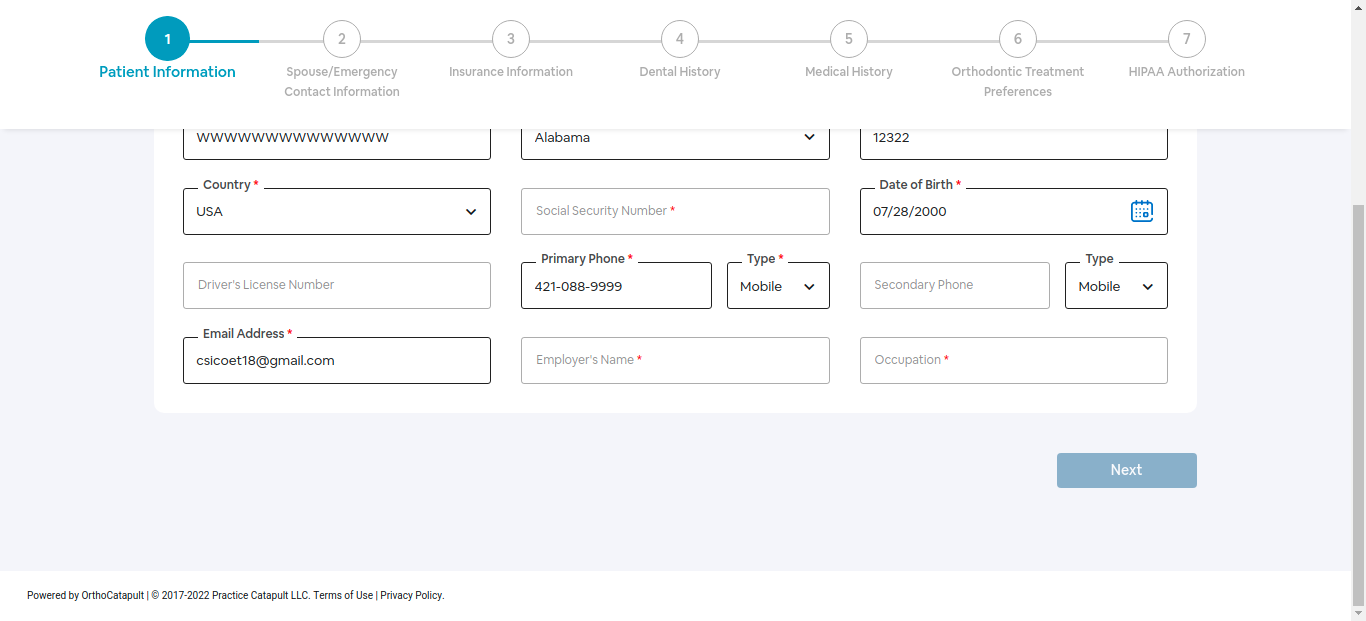 1 2 3 4 5 6 7
Patient Information Spouse/Emergency Insurance Information Dental History Medical History Orthodontic Treatment HIPAA Authorization
Contact Information Preferences
WWWWWWWWWWWWWW Alabama 12322
Country * Date of Birth *
USA Social Security Number * 07/28/2000
Primary Phone * Type * Type
Driver's License Number 421-088-9999 Mobile Secondary Phone Mobile
Email Address *
csicoet18@gmail.com Employer's Name * Occupation *
Next
Powered by OrthoCatapult | © 2017-2022 Practice Catapult LLC. Terms of Use | Privacy Policy.